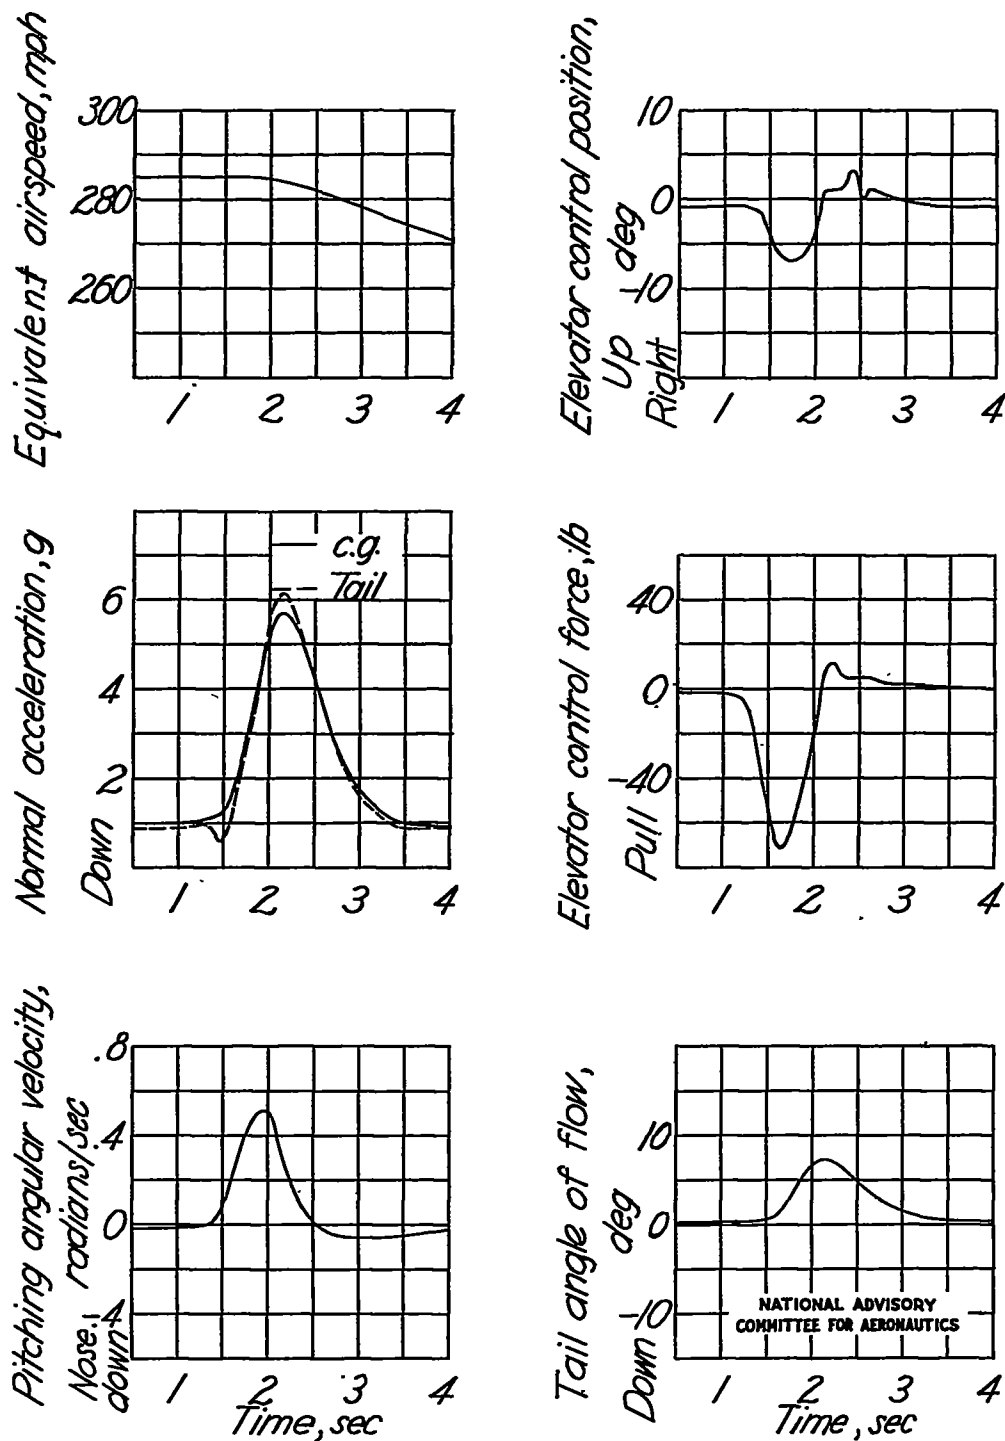 Equivalent airspeed, mph
300
280
260
1 2 3 4
Elevator control position,
deg
Up
Right
10
0
-10
1 2 3 4
Normal acceleration, g
Down
6
4
2
c.g.
Tail
1 2 3 4
Elevator control force, lb
Pull
40
0
-40
1 2 3 4
Pitching angular velocity,
radians/sec
Nose
down
.8
.4
0
.4
1 2 3 4
Time, sec
Tail angle of flow,
deg
Down
10
0
-10
NATIONAL ADVISORY
COMMITTEE FOR AERONAUTICS
1 2 3 4
Time, sec